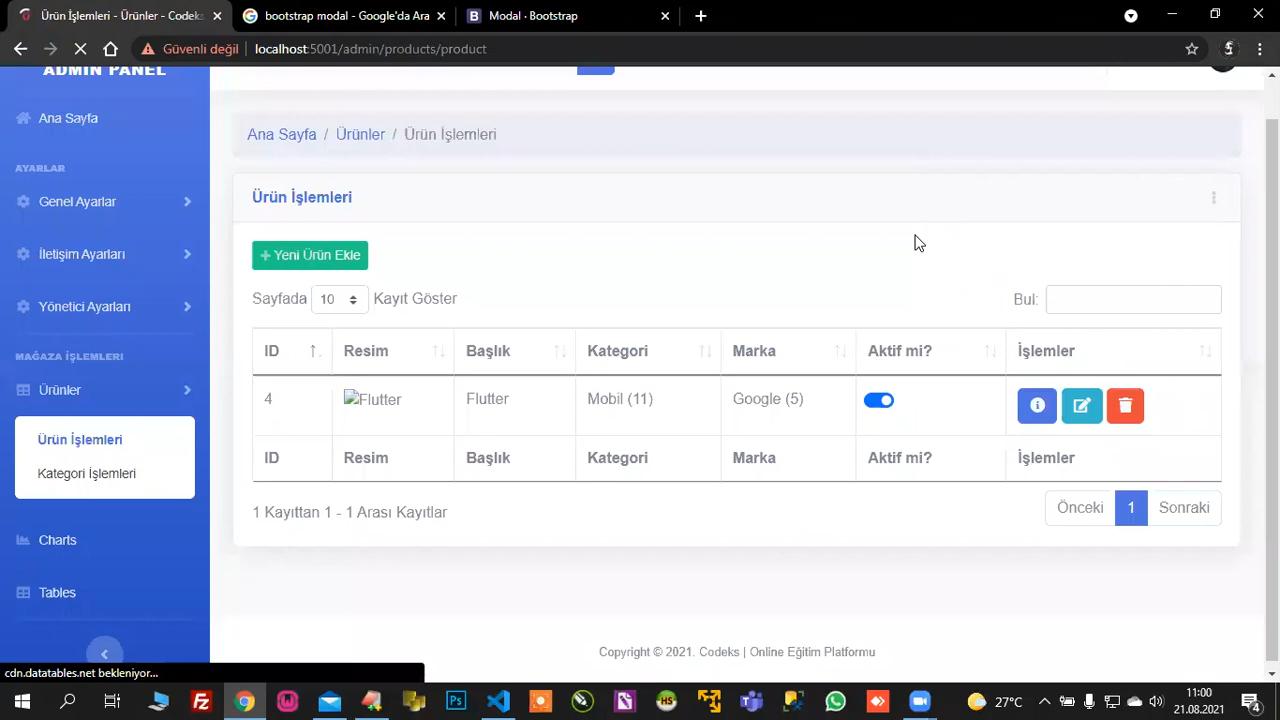 Ürün İşlemleri - Ürünler - Codeks
bootstrap modal - Google'da Ara
Modal · Bootstrap
Güvenli değil
localhost:5001/admin/products/product
ADMIN PANEL
Ana Sayfa
AYARLAR
Genel Ayarlar
İletişim Ayarları
Yönetici Ayarları
MAĞAZA İŞLEMLERİ
Ürünler
Ürün İşlemleri
Kategori İşlemleri
Charts
Tables
Ana Sayfa / Ürünler / Ürün İşlemleri
Ürün İşlemleri
+ Yeni Ürün Ekle
Sayfada 10 Kayıt Göster
Bul:
ID Resim Başlık Kategori Marka Aktif mi? İşlemler
4 Flutter Flutter Mobil (11) Google (5)
ID Resim Başlık Kategori Marka Aktif mi? İşlemler
1 Kayıttan 1 - 1 Arası Kayıtlar
Önceki 1 Sonraki
Copyright © 2021. Codeks | Online Eğitim Platformu
cdn.datatables.net bekleniyor...
27°C
11:00
21.08.2021
4